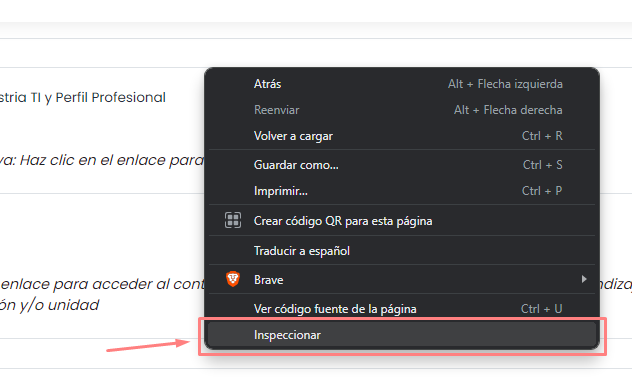 stria TI y Perfil Profesional
va: Haz clic en el enlace para
enlace para acceder al cont
ndizaj
ón y/o unidad
Atrás Alt + Flecha izquierda
Reenviar Alt + Flecha derecha
Volver a cargar Ctrl + R
Guardar como... Ctrl + S
Imprimir... Ctrl + P
Crear código QR para esta página
Traducir a español
Brave
Ver código fuente de la página Ctrl + U
Inspeccionar